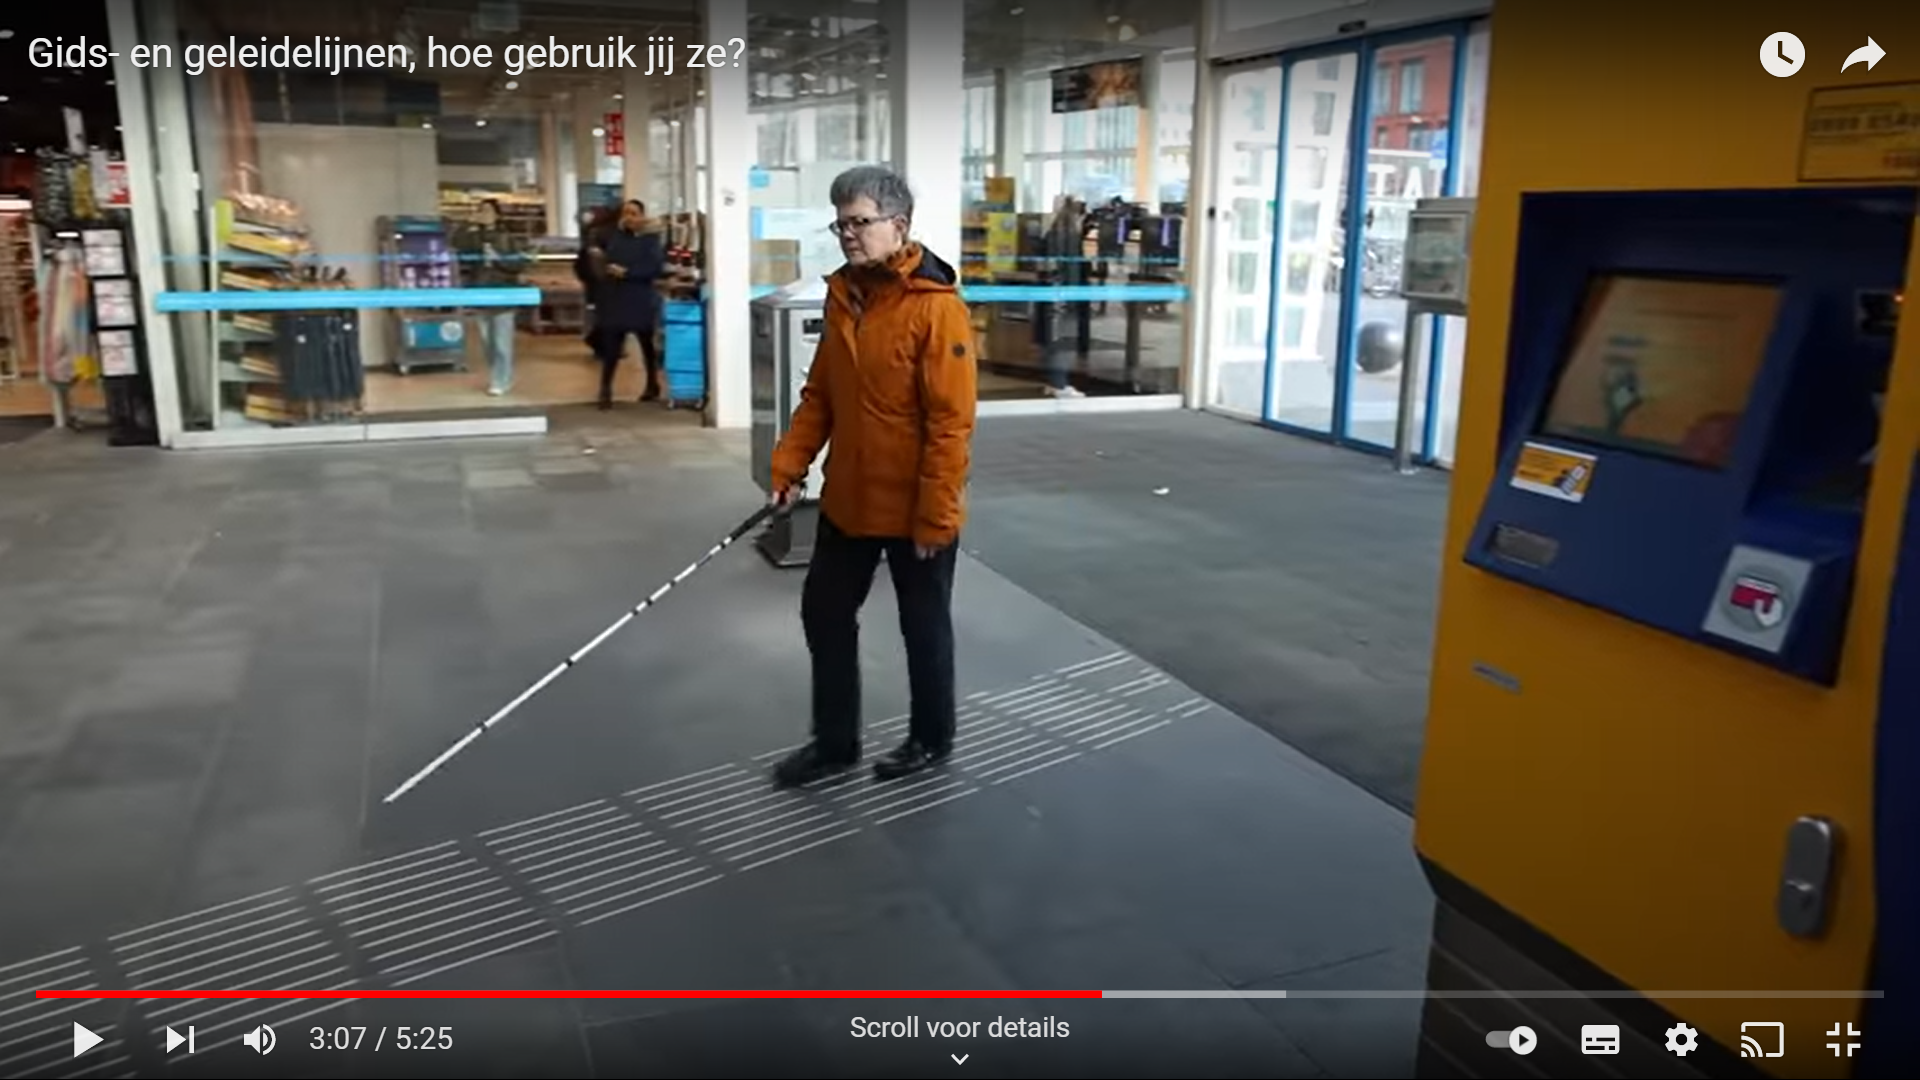 Gids- en geleidelijnen, hoe gebruik jij ze?
3:07 / 5:25
Scroll voor details